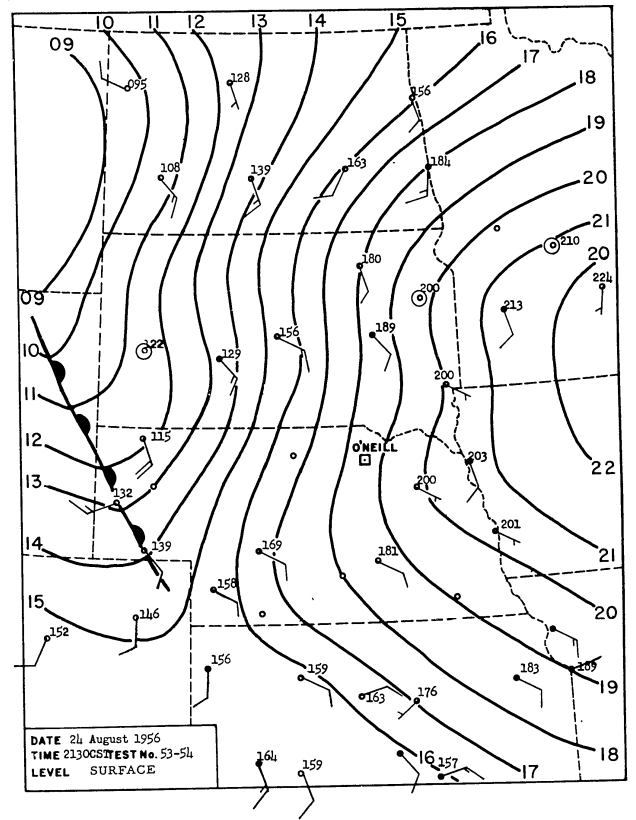 10 11 12 13 14 15
09 16
17
095 128 156 18
19
108 139 163 184
20
21
210
20
180 200 224
09 213
156 189
10 122 129
200
11
12 115
O'NEILL
203 22
13 200
132
201
14 139 169 181
21
158
15 146 20
152
156 159 163 176 183 189
19
DATE 24 August 1956
TIME 2130CST TEST No. 53-54
LEVEL SURFACE
164 159 16 157 17 18